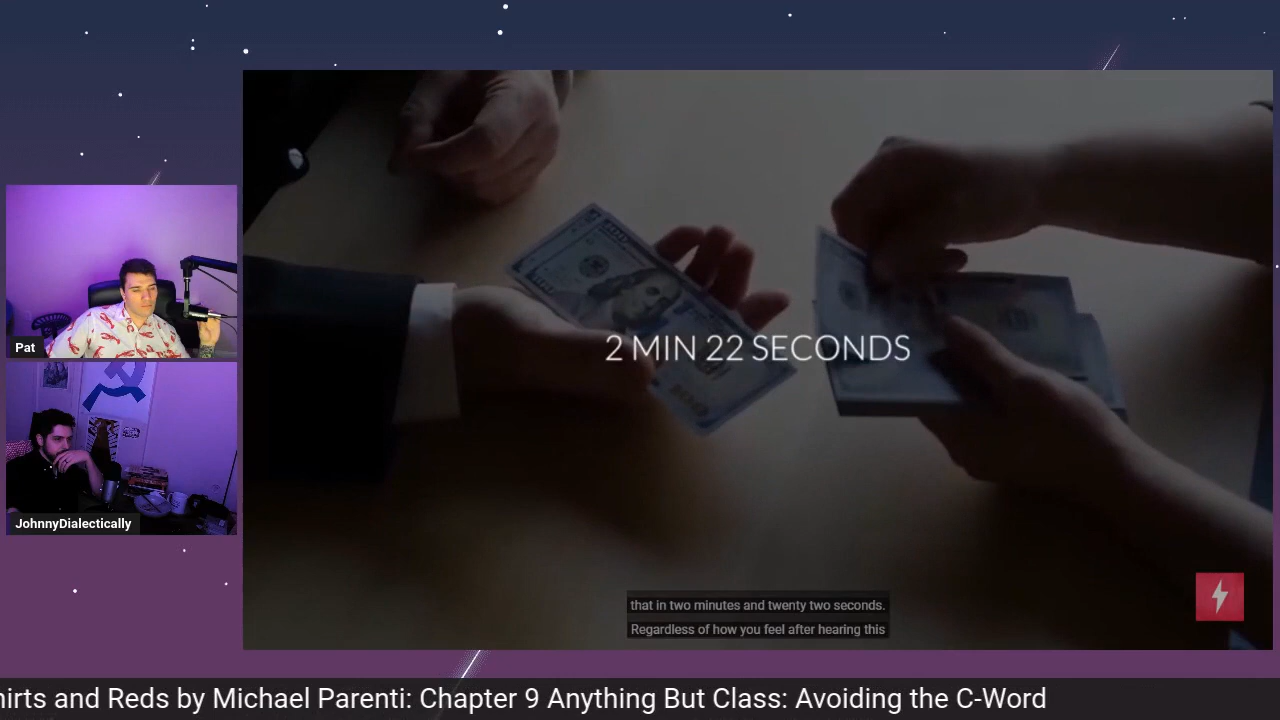 2 MIN 22 SECONDS
Pat
JohnnyDialectically
that in two minutes and twenty two seconds.
Regardless of how you feel after hearing this
hirts and Reds by Michael Parenti: Chapter 9 Anything But Class: Avoiding the C-Word